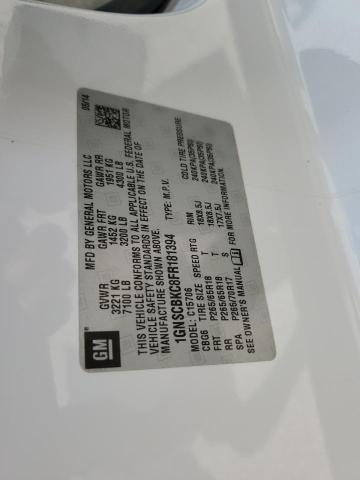 GM
MFD BY GENERAL MOTORS LLC
05/14
GVWR GAWR FRT GAWR RR
3221 KG 1452 KG 1951 KG
7100 LB 3200 LB 4300 LB
THIS VEHICLE CONFORMS TO ALL APPLICABLE U.S. FEDERAL MOTOR
VEHICLE SAFETY STANDARDS IN EFFECT ON THE DATE OF
MANUFACTURE SHOWN ABOVE.
1GNSCBKC8FR181394 TYPE: M.P.V.
MODEL: C15706
CBG6 TIRE SIZE SPEED RTG RIM COLD TIRE PRESSURE
FRT P265/65R18 T 18X8.5J 240KPA(35PSI)
RR P265/65R18 T 18X8.5J 240KPA(35PSI)
SPA P265/70R17 S 17X7.5J 240KPA(35PSI)
SEE OWNER'S MANUAL FOR MORE INFORMATION.